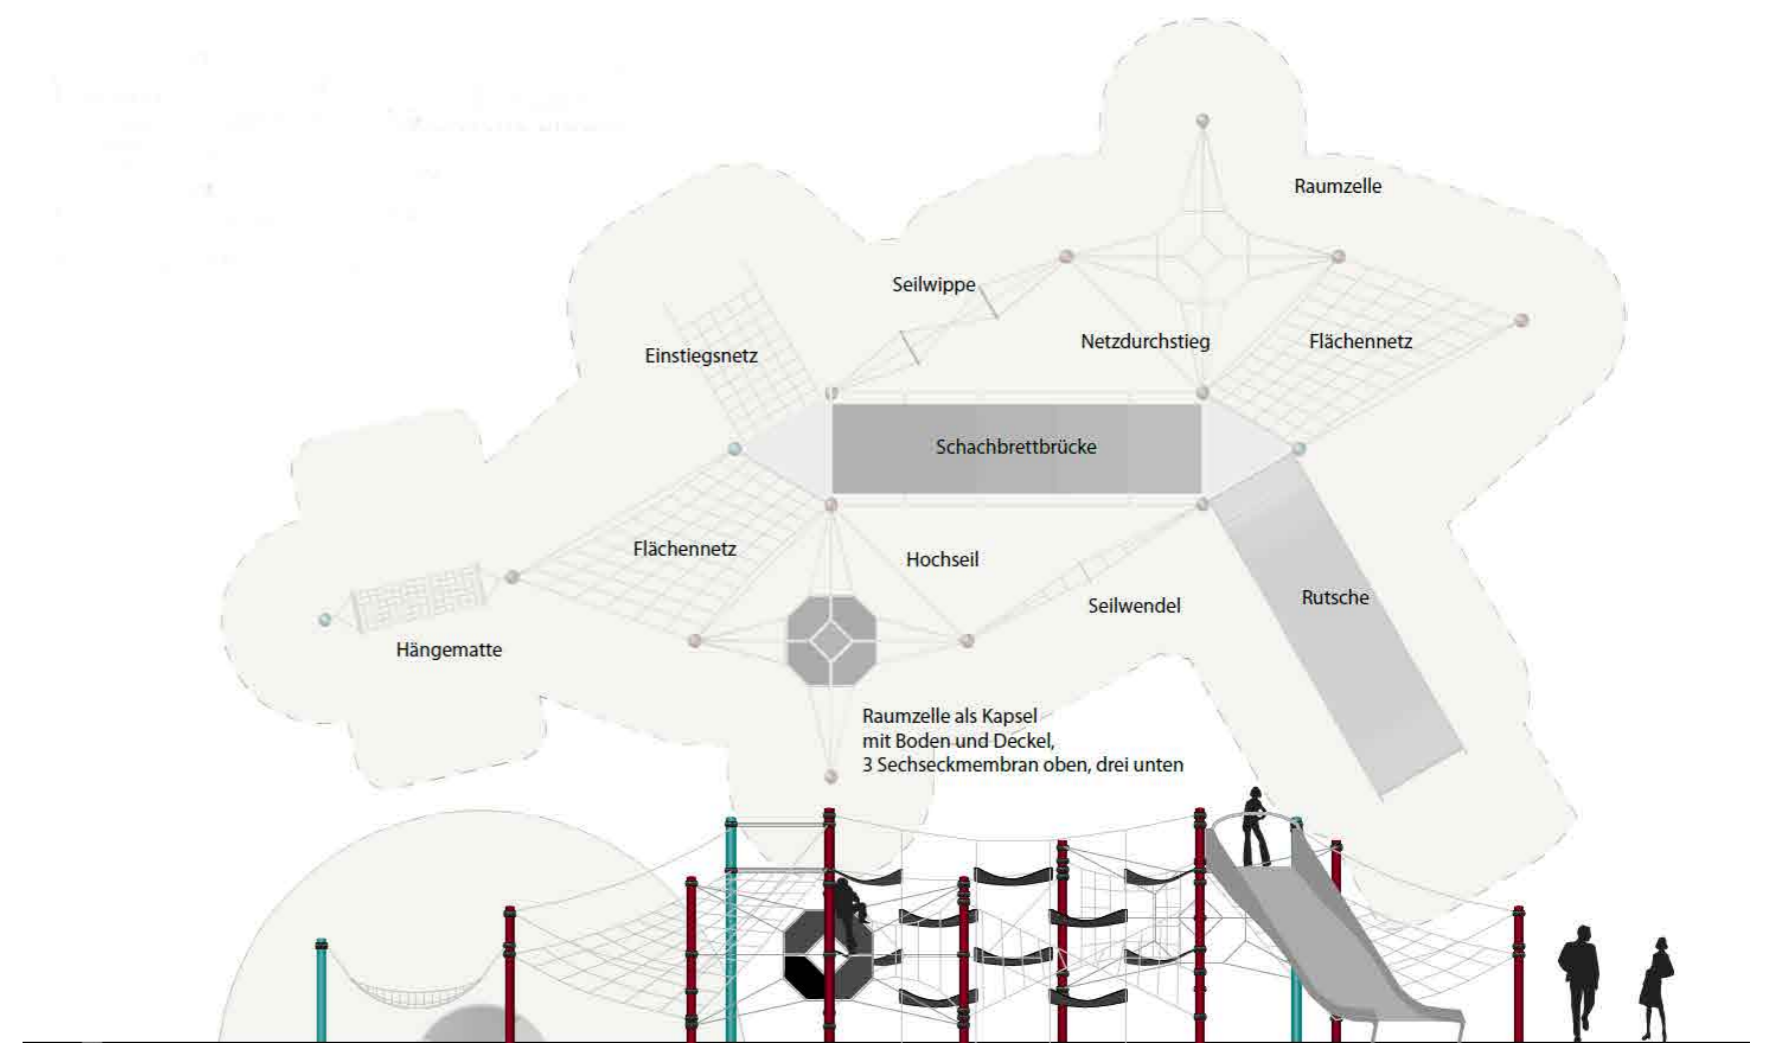 Raumzelle
Seilwippe
Netzdurchstieg
Flächennetz
Einstiegsnetz
Schachbrettbrücke
Flächennetz
Hochseil
Seilwendel
Rutsche
Hängematte
Raumzelle als Kapsel
mit Boden und Deckel,
3 Sechseckmembran oben, drei unten